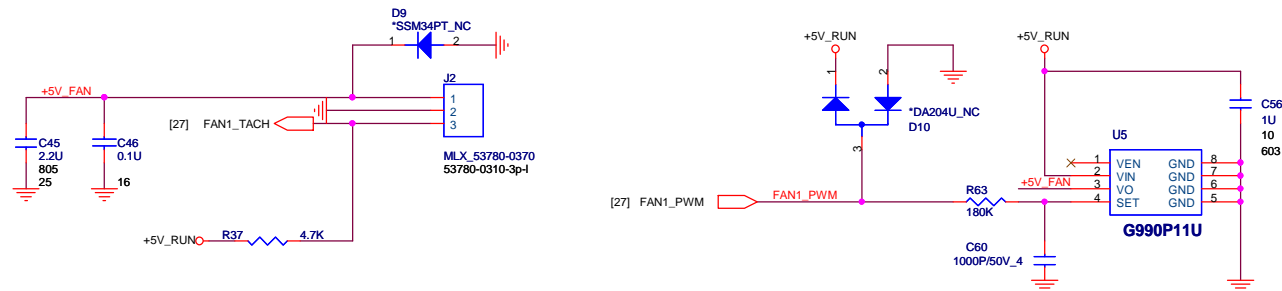 D9
*SSM34PT_NC
1
2
+5V_FAN
J2
1
2
3
[27] FAN1_TACH
C45
2.2U
805
25
C46
0.1U
16
MLX_53780-0370
53780-0310-3p-l
+5V_RUN
R37
4.7K
+5V_RUN
1
2
*DA204U_NC
D10
3
+5V_RUN
C56
1U
10
603
U5
1 VEN GND 8
2 VIN GND 7
3 VO GND 6
4 SET GND 5
+5V_FAN
G990P11U
[27] FAN1_PWM
FAN1_PWM
R63
180K
C60
1000P/50V_4